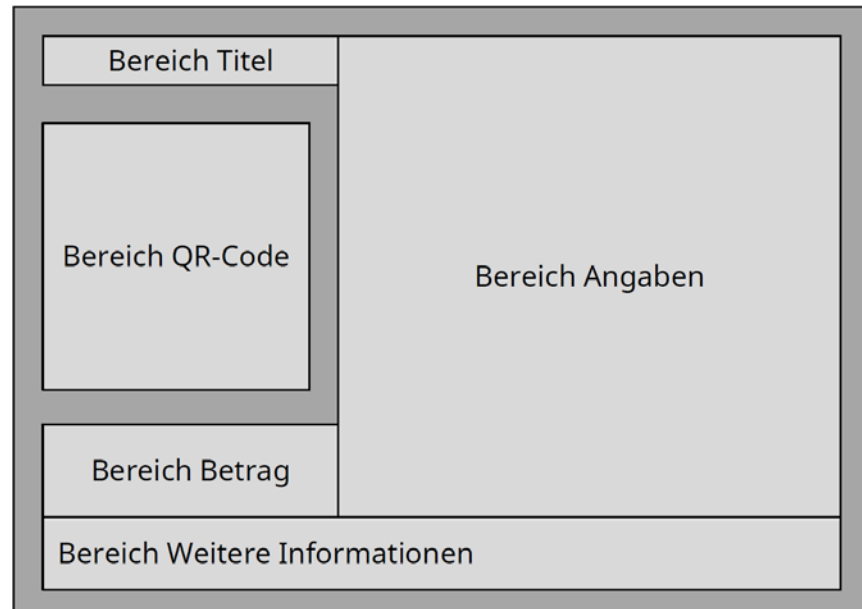 Bereich Titel
Bereich QR-Code
Bereich Angaben
Bereich Betrag
Bereich Weitere Informationen